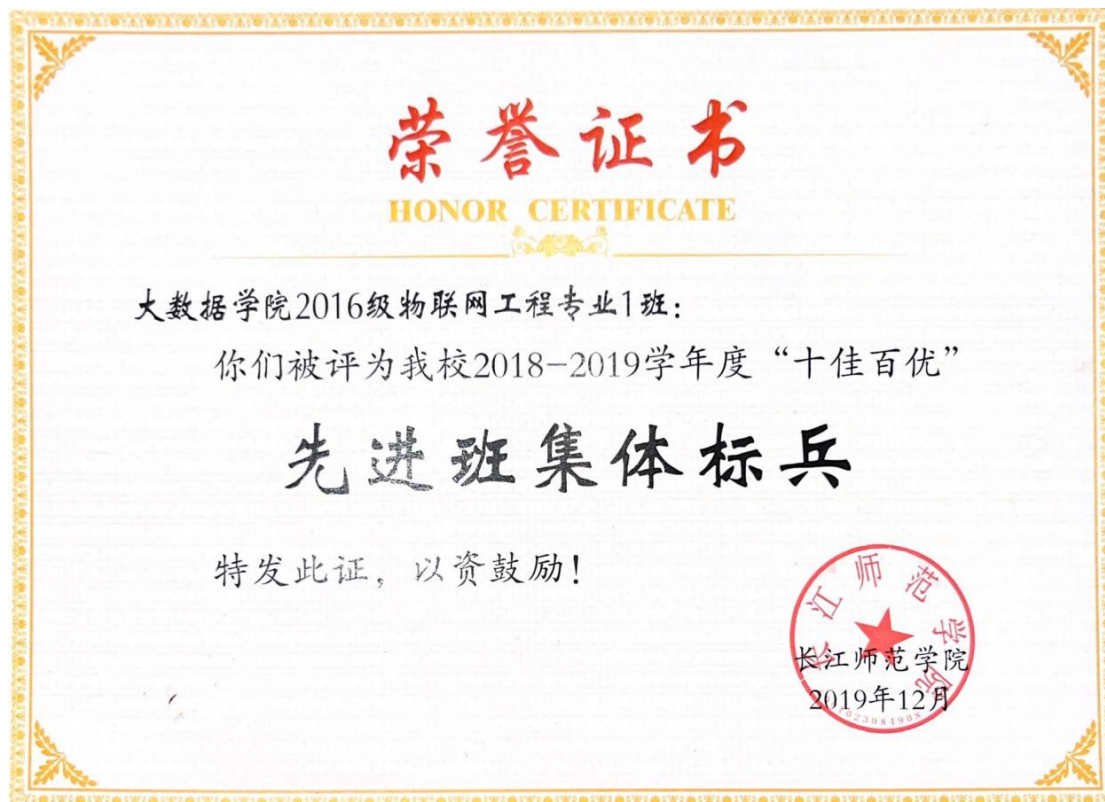 荣誉证书
HONOR CERTIFICATE
大数据学院2016级物联网工程专业1班:
你们被评为我校2018-2019学年度“十佳百优”
先进班集体标兵
特发此证，以资鼓励!
长江师范学院
长江师范学院
2019年12月